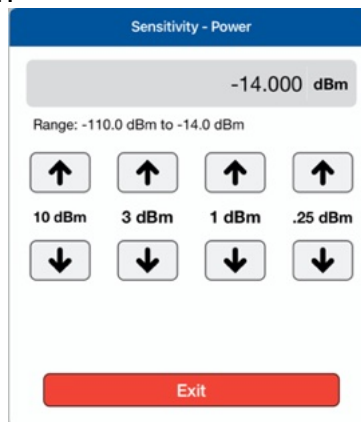 Sensitivity - Power
-14.000 dBm
Range: -110.0 dBm to -14.0 dBm
10 dBm 3 dBm 1 dBm .25 dBm
Exit